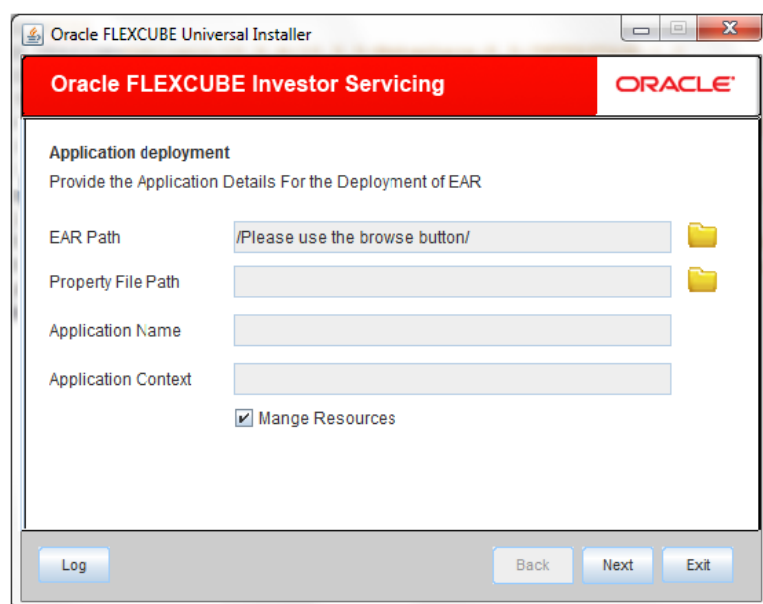 Oracle FLEXCUBE Universal Installer
Oracle FLEXCUBE Investor Servicing
ORACLE
Application deployment
Provide the Application Details For the Deployment of EAR
EAR Path /Please use the browse button/
Property File Path
Application Name
Application Context
Mange Resources
Log Back Next Exit